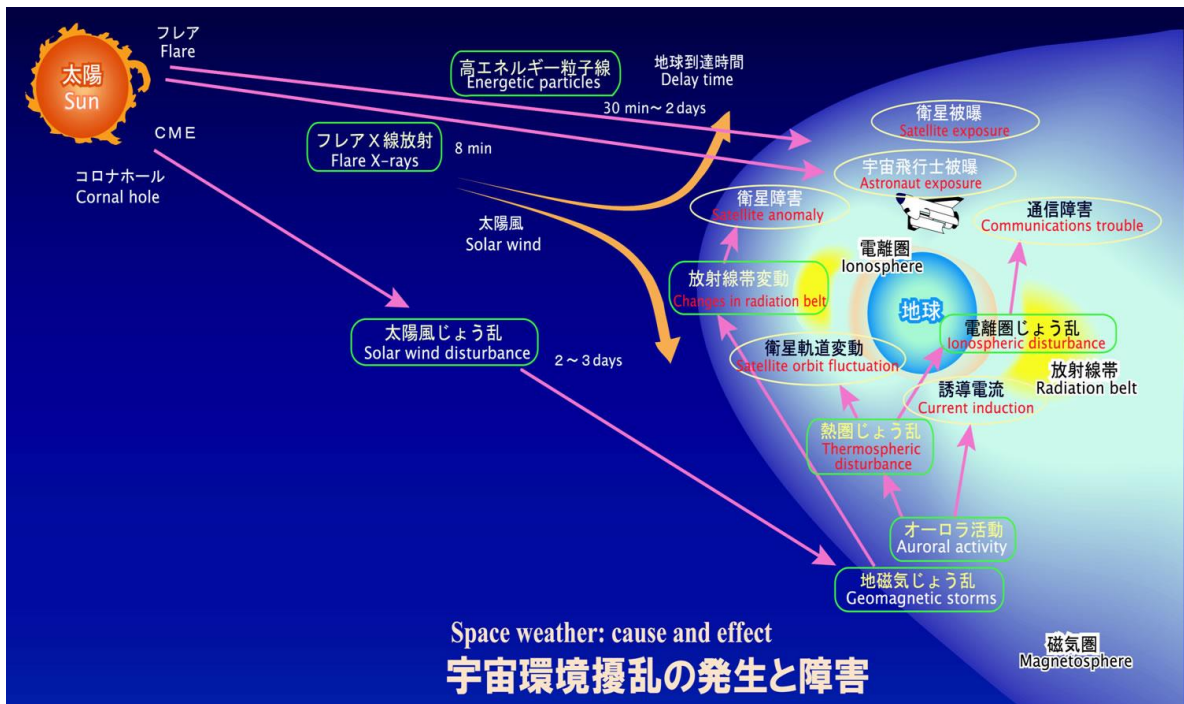 フレア
Flare
太陽
Sun
CME
コロナホール
Cornal hole
高エネルギー粒子線
Energetic particles
地球到達時間
Delay time
30 min~2 days
フレアX線放射
Flare X-rays
8 min
太陽風
Solar wind
太陽風じょう乱
Solar wind disturbance
2~3 days
衛星被曝
Satellite exposure
宇宙飛行士被曝
Astronaut exposure
衛星障害
Satellite anomaly
通信障害
Communications trouble
電離圏
Ionosphere
放射線帯変動
Changes in radiation belt
地球
電離圏じょう乱
Ionospheric disturbance
衛星軌道変動
Satellite orbit fluctuation
放射線帯
Radiation belt
誘導電流
Current induction
熱圏じょう乱
Thermospheric
disturbance
オーロラ活動
Auroral activity
地磁気じょう乱
Geomagnetic storms
磁気圏
Magnetosphere
Space weather: cause and effect
宇宙環境擾乱の発生と障害